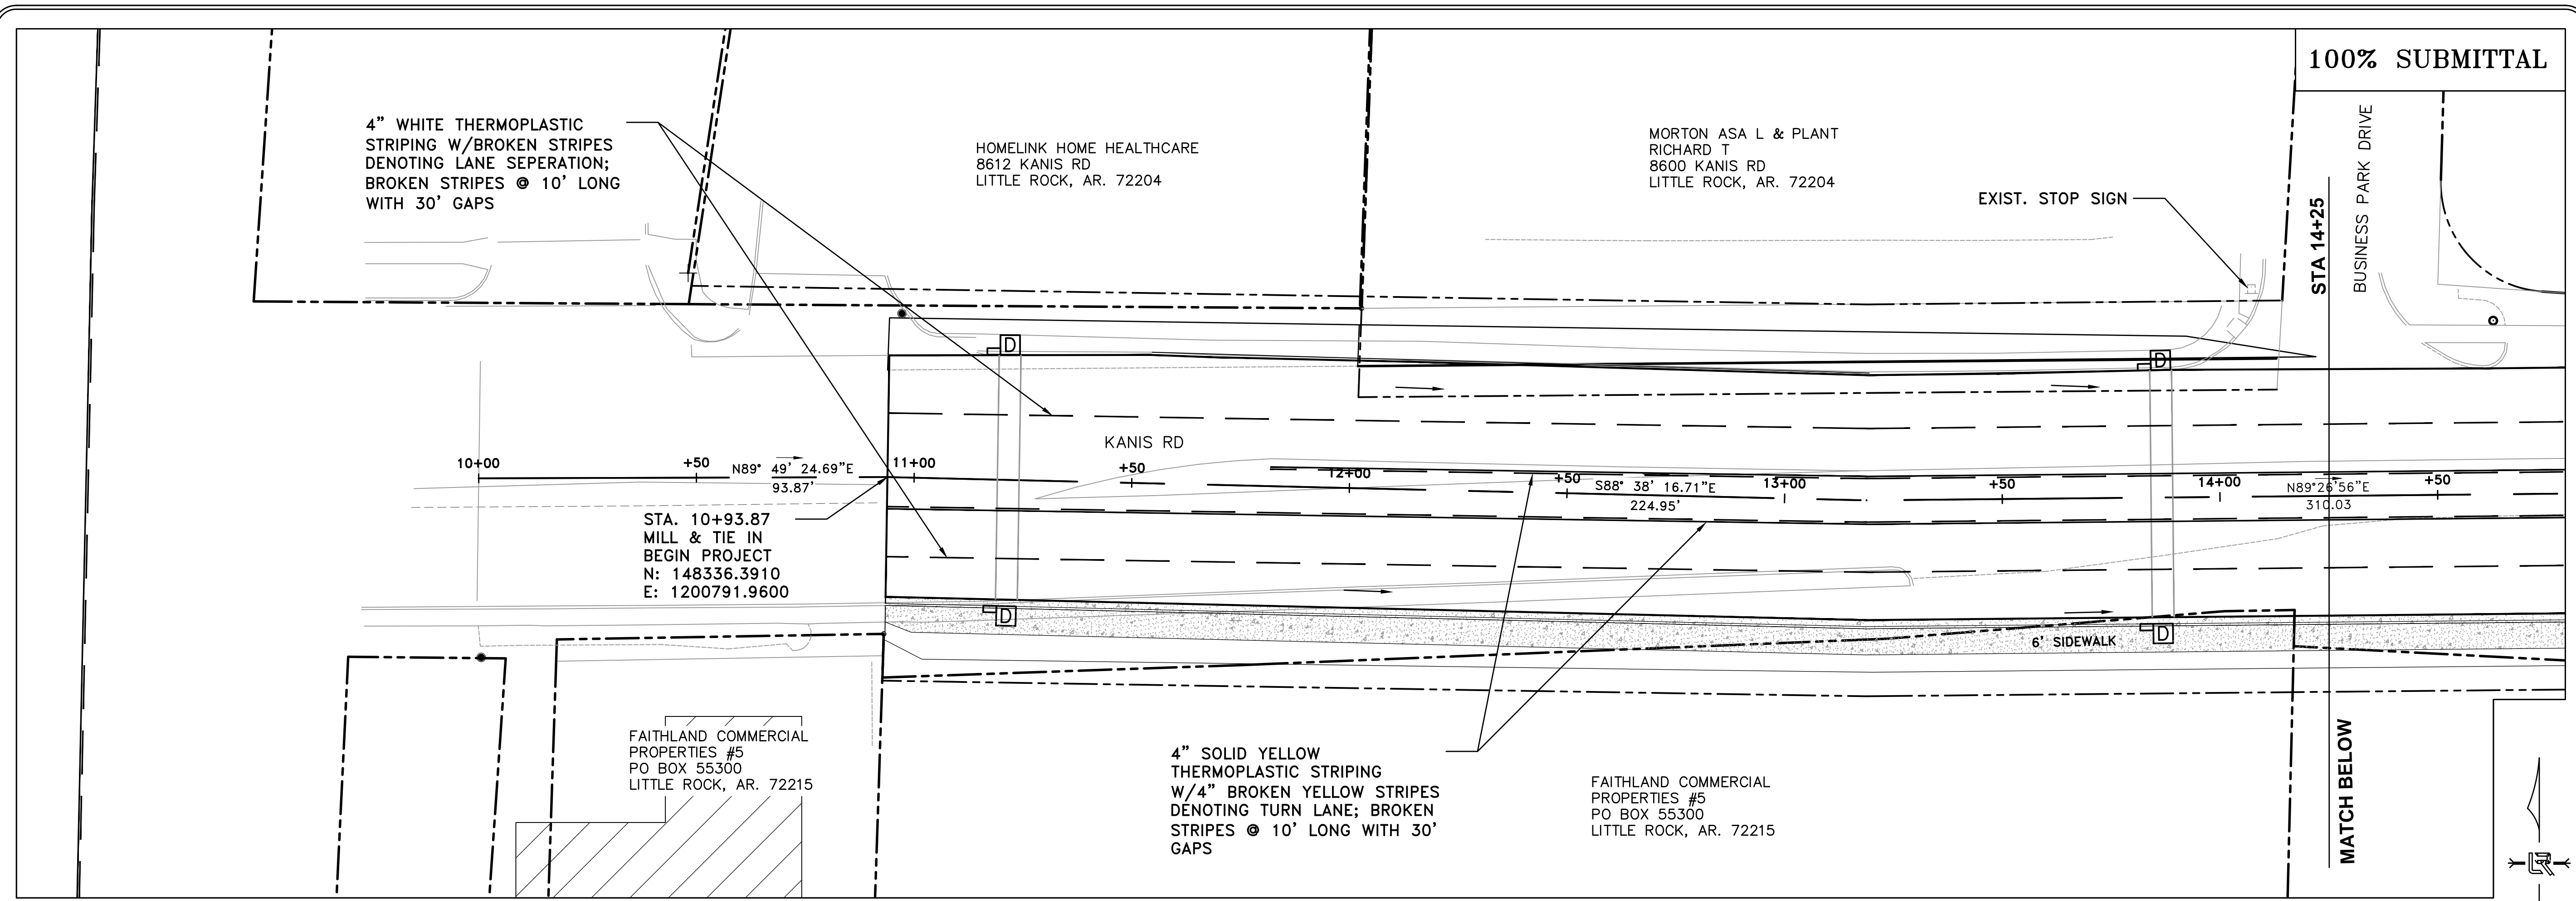 100% SUBMITTAL
4" WHITE THERMOPLASTIC
STRIPING W/BROKEN STRIPES
DENOTING LANE SEPERATION;
BROKEN STRIPES @ 10' LONG
WITH 30' GAPS
HOMELINK HOME HEALTHCARE
8612 KANIS RD
LITTLE ROCK, AR. 72204
MORTON ASA L & PLANT
RICHARD T
8600 KANIS RD
LITTLE ROCK, AR. 72204
EXIST. STOP SIGN
STA 14+25
BUSINESS PARK DRIVE
D
D
KANIS RD
10+00
+50
N89° 49' 24.69"E
93.87'
11+00
+50
12+00
+50
S88° 38' 16.71"E
224.95'
13+00
+50
14+00
N89°26'56"E
310.03
+50
STA. 10+93.87
MILL & TIE IN
BEGIN PROJECT
N: 148336.3910
E: 1200791.9600
D
D
6' SIDEWALK
FAITHLAND COMMERCIAL
PROPERTIES #5
PO BOX 55300
LITTLE ROCK, AR. 72215
4" SOLID YELLOW
THERMOPLASTIC STRIPING
W/4" BROKEN YELLOW STRIPES
DENOTING TURN LANE; BROKEN
STRIPES @ 10' LONG WITH 30'
GAPS
FAITHLAND COMMERCIAL
PROPERTIES #5
PO BOX 55300
LITTLE ROCK, AR. 72215
MATCH BELOW
LR